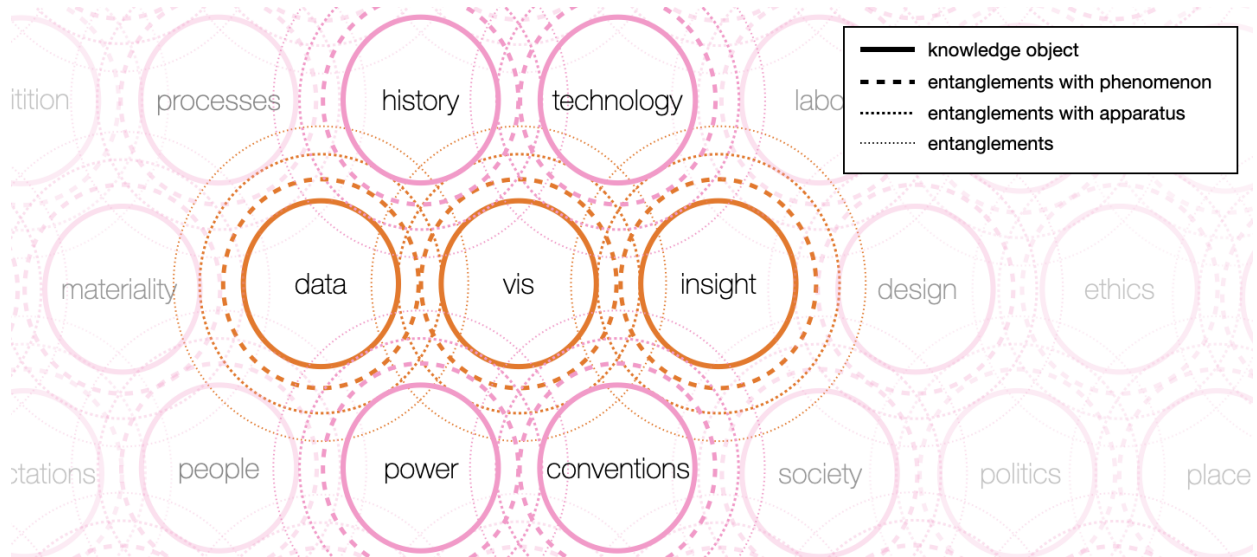 processes
history
technology
knowledge object
entanglements with phenomenon
entanglements with apparatus
entanglements
materiality
data
vis
insight
design
ethics
people
power
conventions
society
politics
place